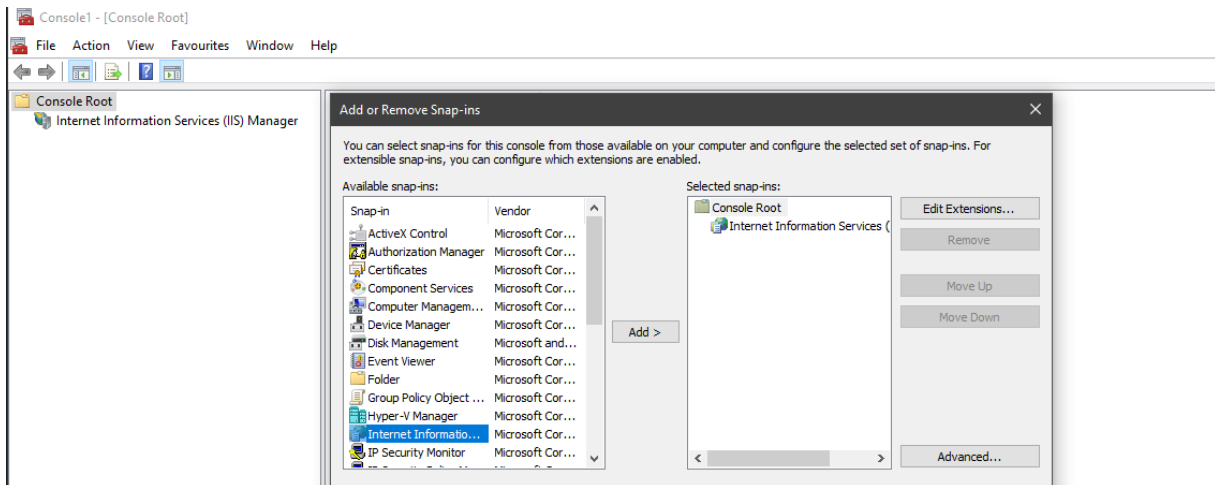 Console1 - [Console Root]
File Action View Favourites Window Help
Console Root
Internet Information Services (IIS) Manager
Add or Remove Snap-ins
You can select snap-ins for this console from those available on your computer and configure the selected set of snap-ins. For
extensible snap-ins, you can configure which extensions are enabled.
Available snap-ins:
Snap-in Vendor
ActiveX Control Microsoft Cor...
Authorization Manager Microsoft Cor...
Certificates Microsoft Cor...
Component Services Microsoft Cor...
Computer Managem... Microsoft Cor...
Device Manager Microsoft Cor...
Disk Management Microsoft and...
Event Viewer Microsoft Cor...
Folder Microsoft Cor...
Group Policy Object ... Microsoft Cor...
Hyper-V Manager Microsoft Cor...
Internet Informatio... Microsoft Cor...
IP Security Monitor Microsoft Cor...
Add >
Selected snap-ins:
Console Root
Internet Information Services (
Edit Extensions...
Remove
Move Up
Move Down
Advanced...